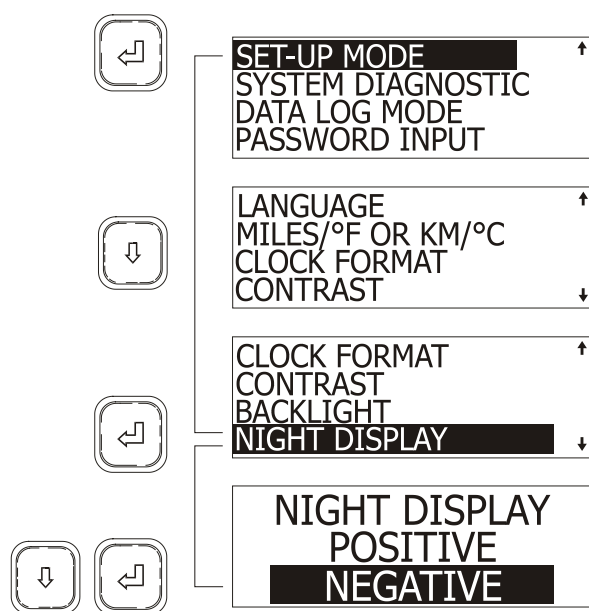 SET-UP MODE
SYSTEM DIAGNOSTIC
DATA LOG MODE
PASSWORD INPUT
LANGUAGE
MILES/°F OR KM/°C
CLOCK FORMAT
CONTRAST
CLOCK FORMAT
CONTRAST
BACKLIGHT
NIGHT DISPLAY
NIGHT DISPLAY
POSITIVE
NEGATIVE